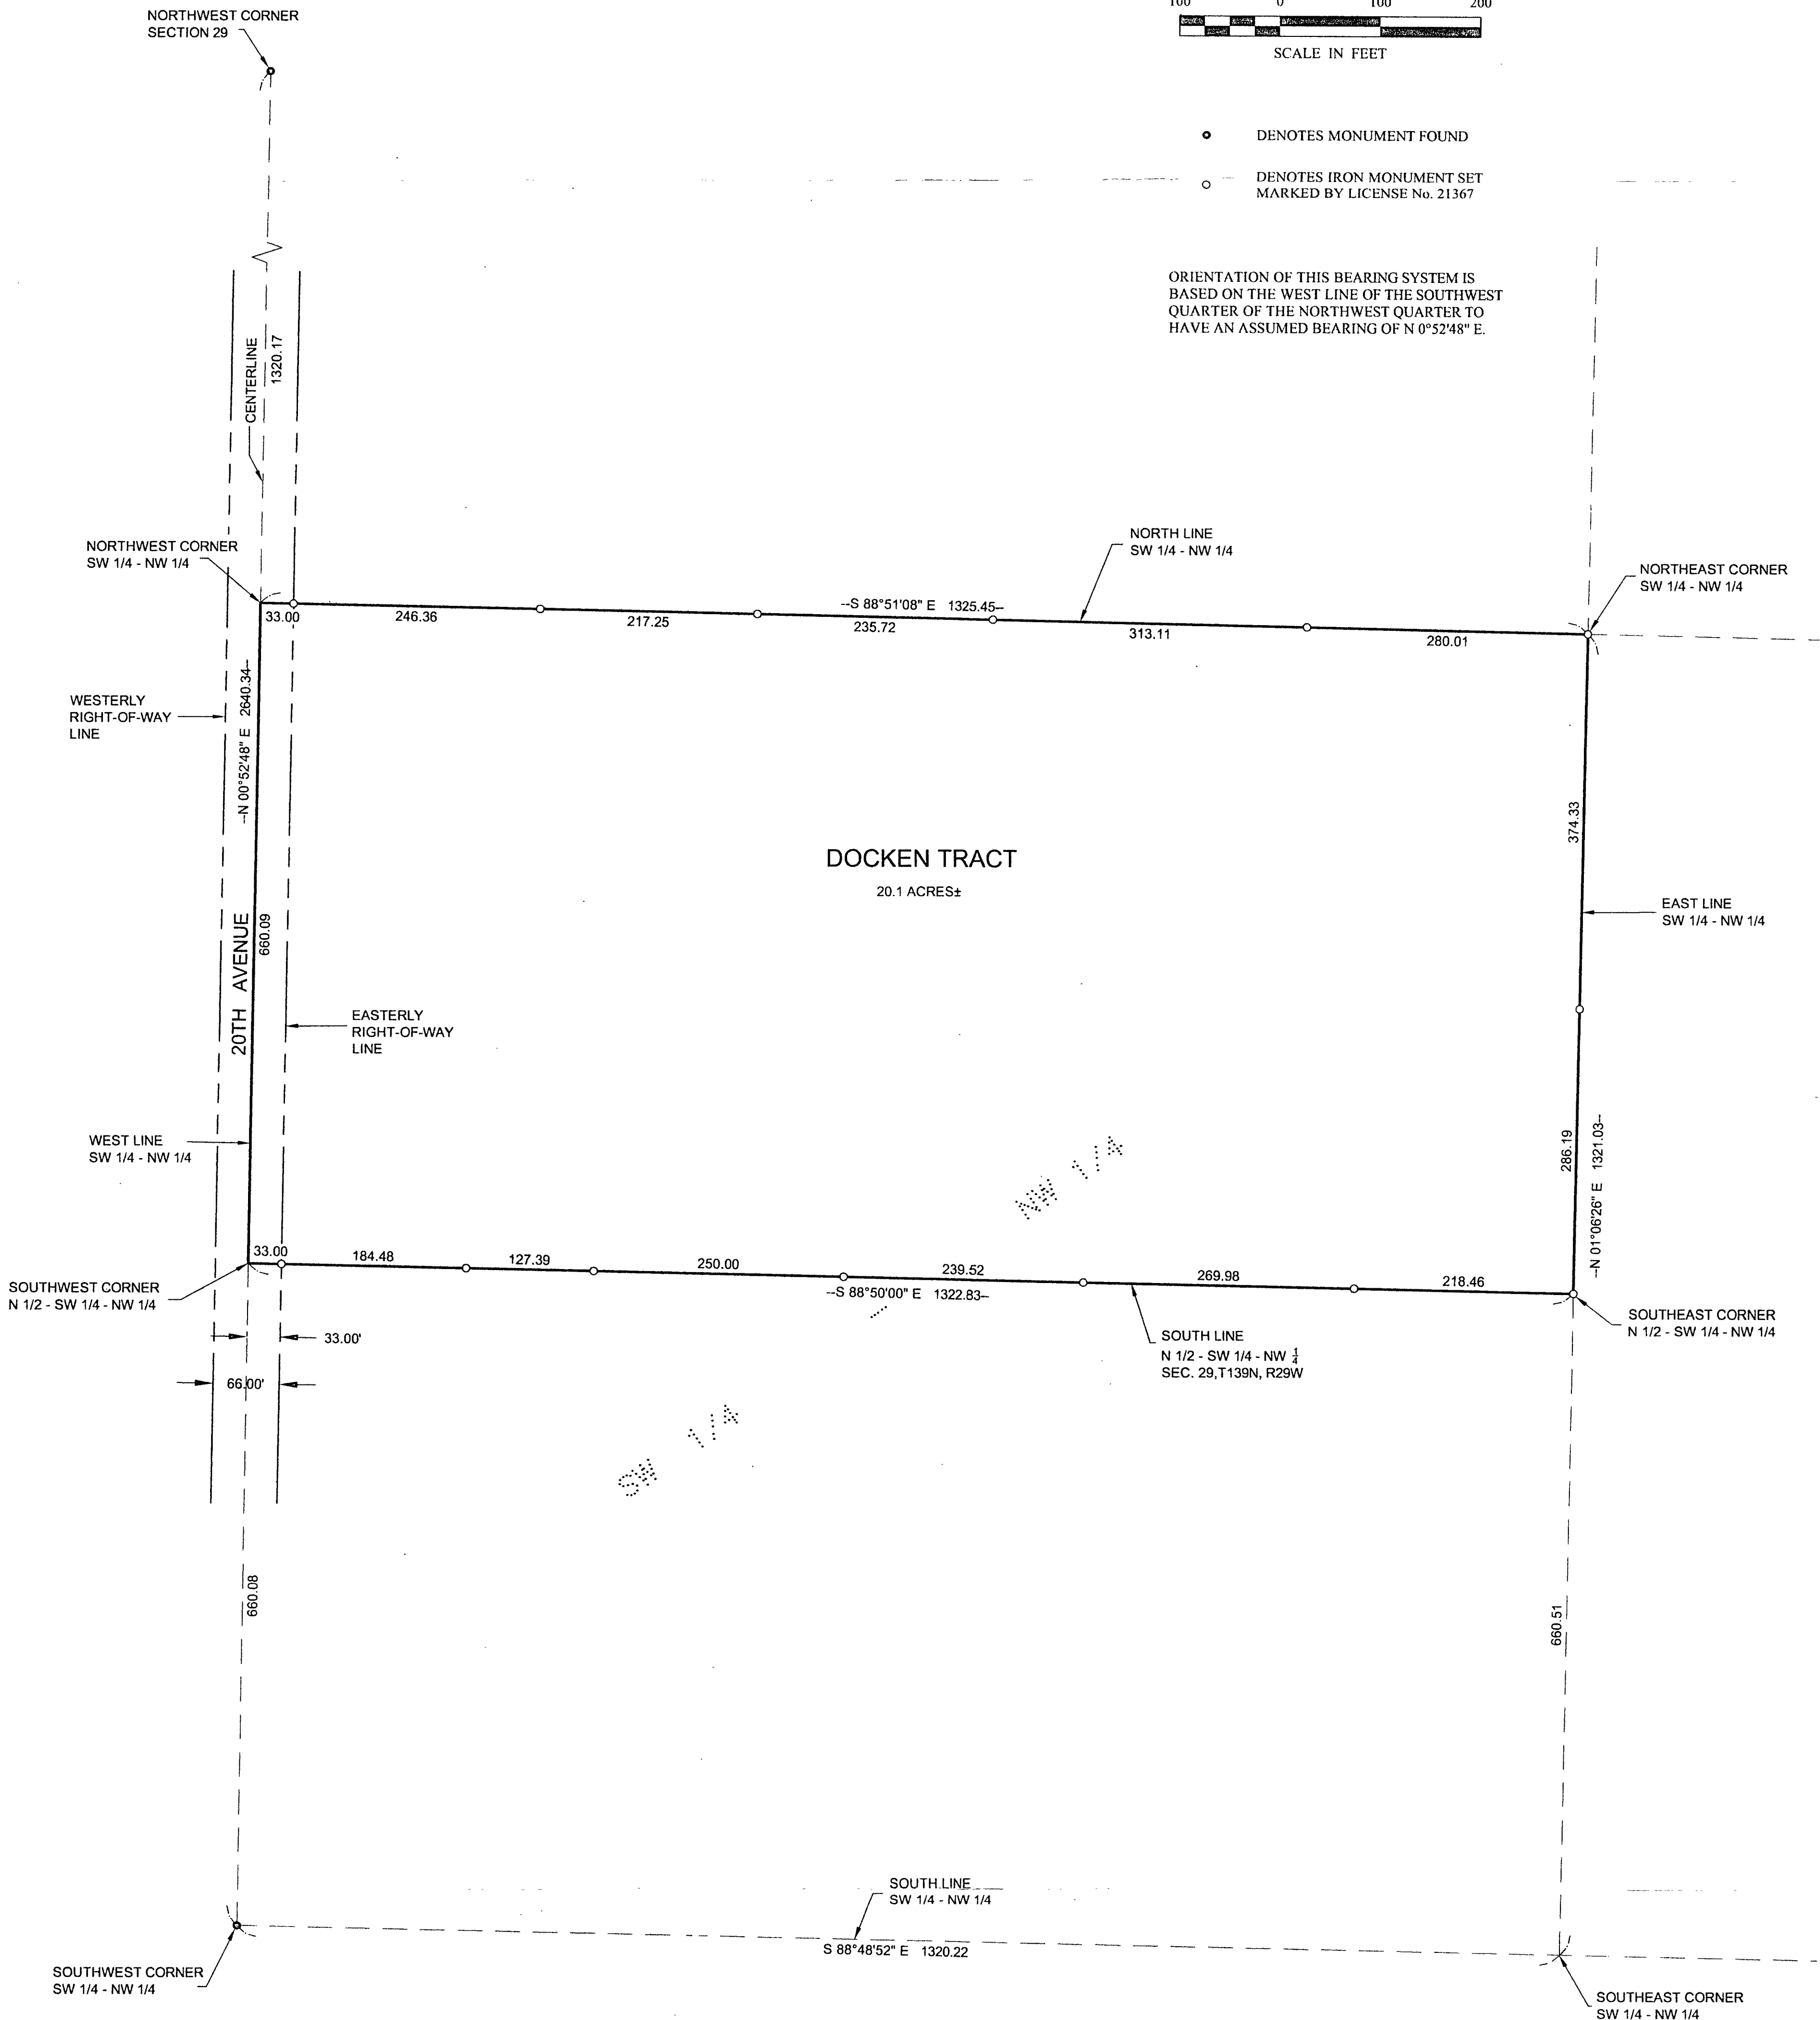 NORTHWEST CORNER
SECTION 29
100 0 100 200
SCALE IN FEET
DENOTES MONUMENT FOUND
DENOTES IRON MONUMENT SET
MARKED BY LICENSE No. 21367
ORIENTATION OF THIS BEARING SYSTEM IS
BASED ON THE WEST LINE OF THE SOUTHWEST
QUARTER OF THE NORTHWEST QUARTER TO
HAVE AN ASSUMED BEARING OF N 0°52'48" E.
CENTERLINE
1320.17
NORTHWEST CORNER
SW 1/4 - NW 1/4
NORTH LINE
SW 1/4 - NW 1/4
NORTHEAST CORNER
SW 1/4 - NW 1/4
--S 88°51'08" E 1325.45--
33.00 246.36 217.25 235.72 313.11 280.01
WESTERLY
RIGHT-OF-WAY
LINE
--N 00°52'48" E 2640.34--
374.33
DOCKEN TRACT
20.1 ACRES±
EAST LINE
SW 1/4 - NW 1/4
20TH AVENUE
660.09
EASTERLY
RIGHT-OF-WAY
LINE
WEST LINE
SW 1/4 - NW 1/4
NW 1/4
286.19
--N 01°06'26" E 1321.03--
33.00 184.48 127.39 250.00 239.52 269.98 218.46
--S 88°50'00" E 1322.83--
SOUTHWEST CORNER
N 1/2 - SW 1/4 - NW 1/4
SOUTHEAST CORNER
N 1/2 - SW 1/4 - NW 1/4
33.00'
SOUTH LINE
N 1/2 - SW 1/4 - NW 1/4
SEC. 29,T139N, R29W
66.00'
SW 1/4
660.08
660.51
SOUTH LINE
SW 1/4 - NW 1/4
S 88°48'52" E 1320.22
SOUTHWEST CORNER
SW 1/4 - NW 1/4
SOUTHEAST CORNER
SW 1/4 - NW 1/4